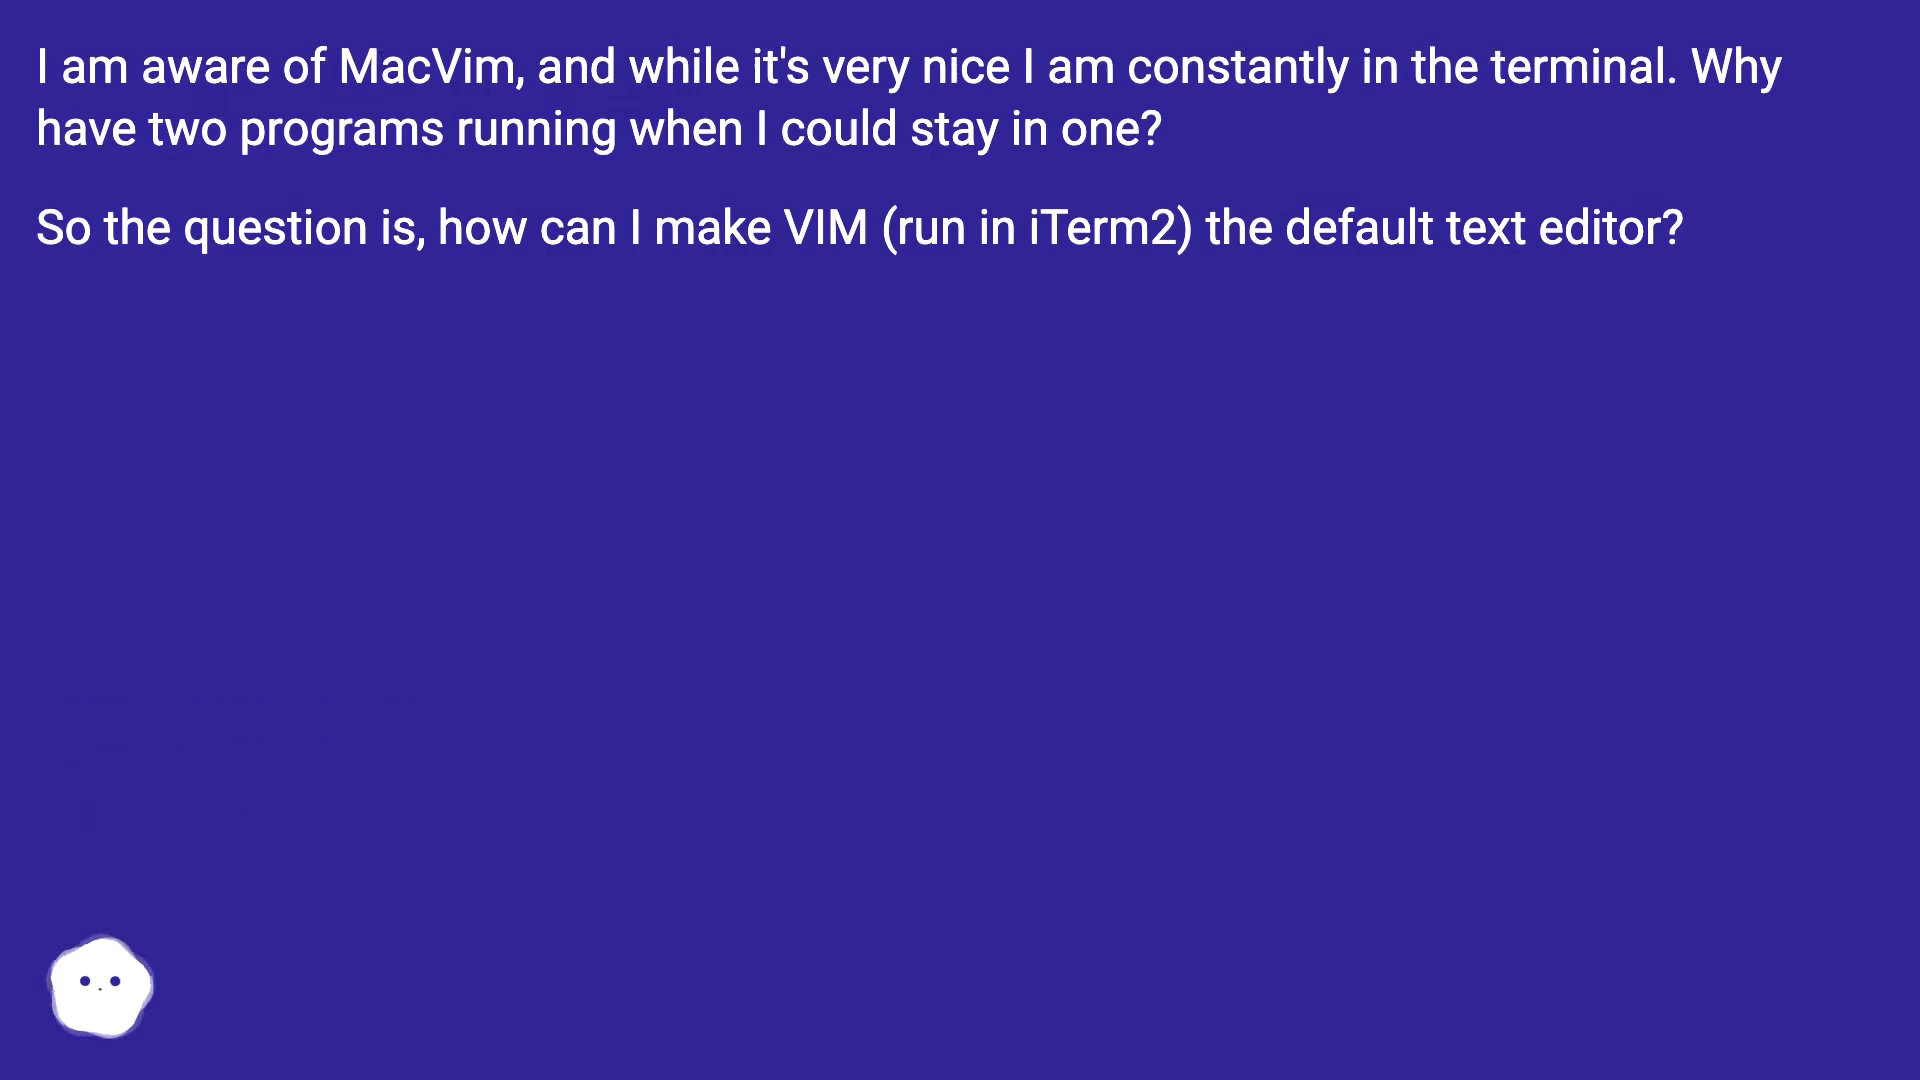 I am aware of MacVim, and while it's very nice I am constantly in the terminal. Why
have two programs running when I could stay in one?
So the question is, how can I make VIM (run in iTerm2) the default text editor?